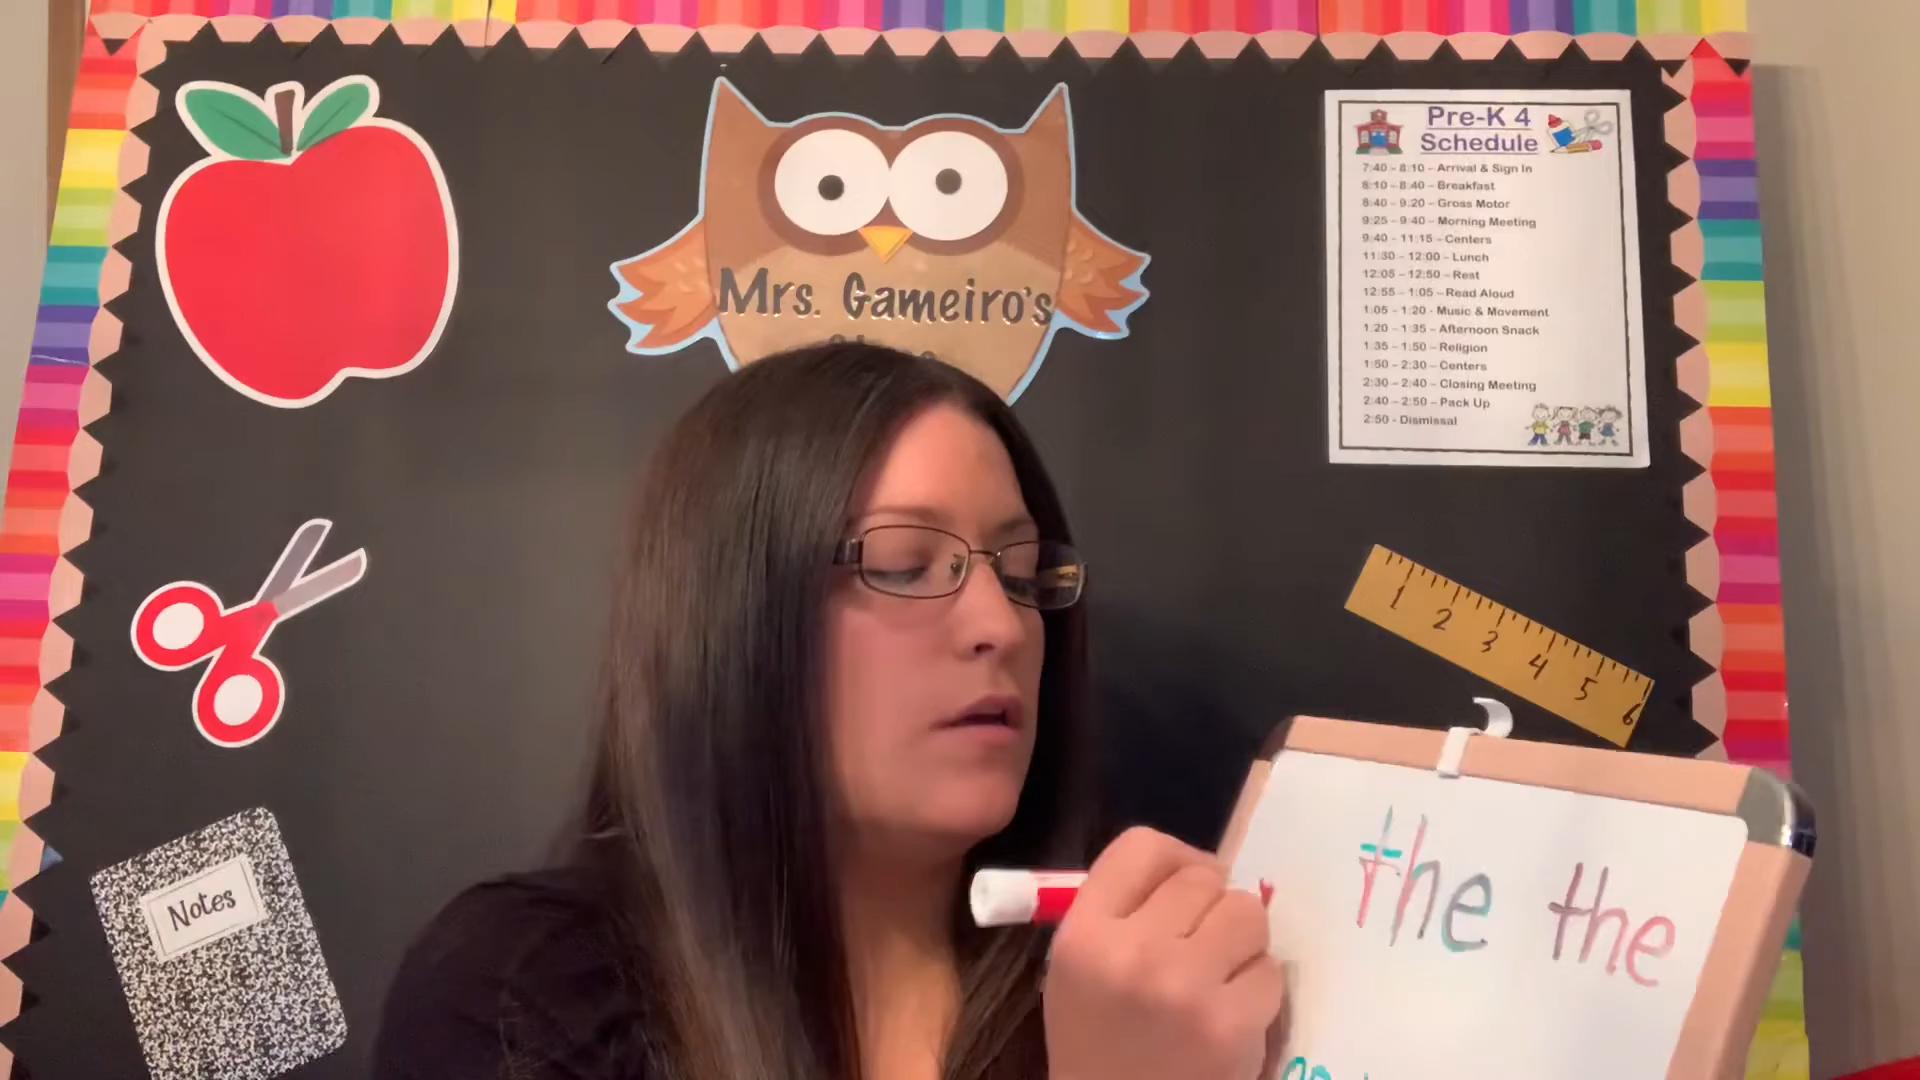 Mrs. Gameiro's
Pre-K 4
Schedule
7:40 - 8:10 - Arrival & Sign In
8:10 - 8:40 - Breakfast
8:40 - 9:20 - Gross Motor
9:25 - 9:40 - Morning Meeting
9:40 - 11:15 - Centers
11:30 - 12:00 - Lunch
12:05 - 12:50 - Rest
12:55 - 1:05 - Read Aloud
1:05 - 1:20 - Music & Movement
1:20 - 1:35 - Afternoon Snack
1:35 - 1:50 - Religion
1:50 - 2:30 - Centers
2:30 - 2:40 - Closing Meeting
2:40 - 2:50 - Pack Up
2:50 - Dismissal
1 2 3 4 5 6
Notes
the the